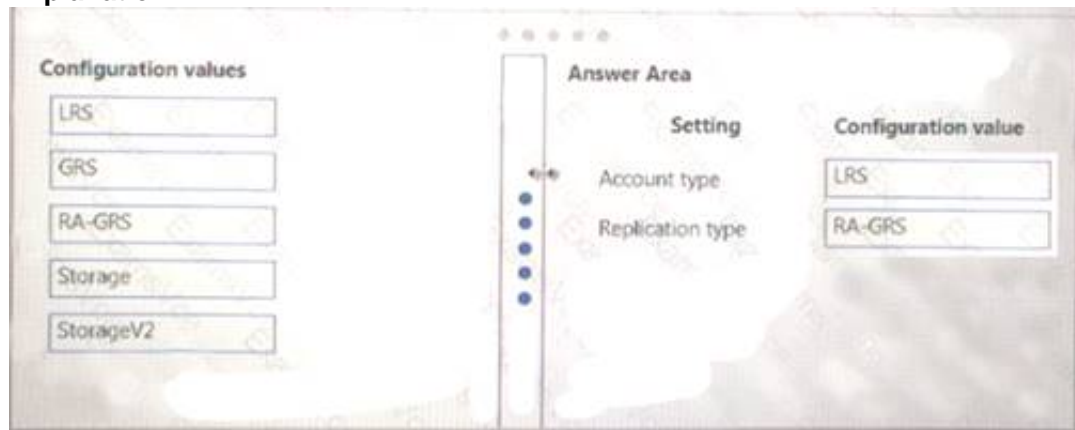 Configuration values
LRS
GRS
RA-GRS
Storage
StorageV2
Answer Area
Setting Configuration value
Account type LRS
Replication type RA-GRS